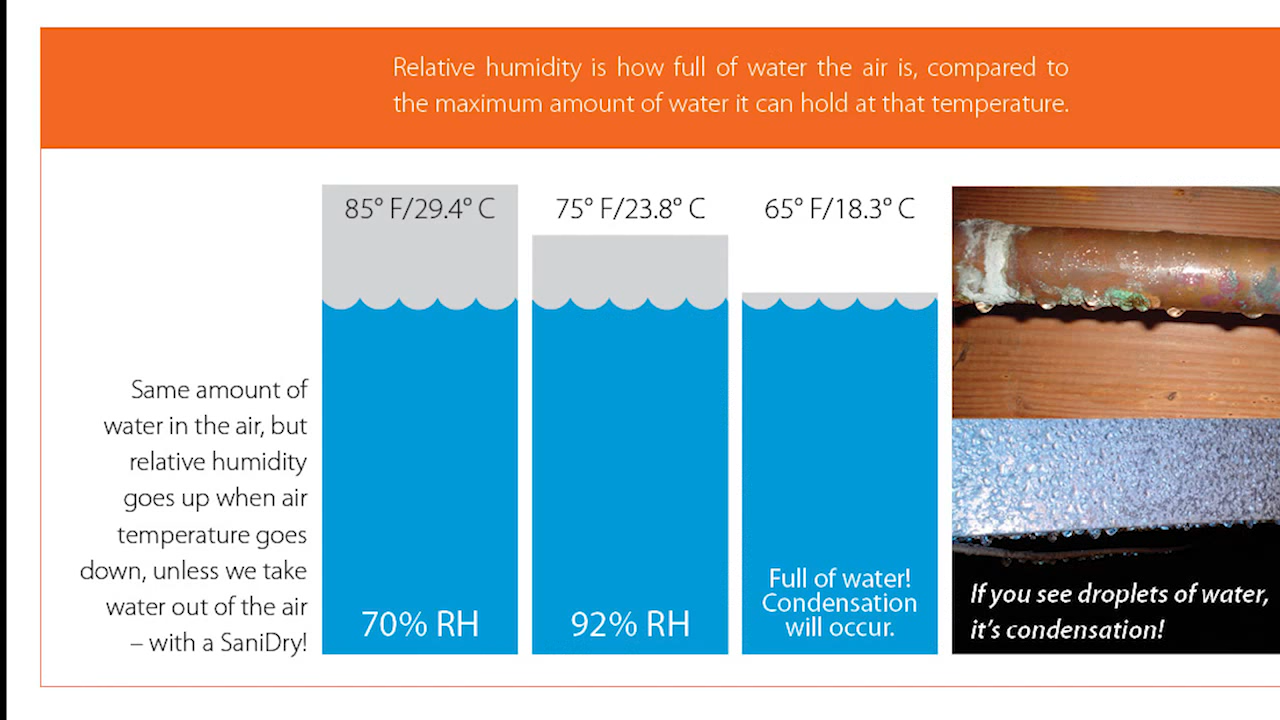 Relative humidity is how full of water the air is, compared to
the maximum amount of water it can hold at that temperature.
85° F/29.4° C
75° F/23.8° C
65° F/18.3° C
Same amount of
water in the air, but
relative humidity
goes up when air
temperature goes
down, unless we take
water out of the air
– with a SaniDry!
70% RH
92% RH
Full of water!
Condensation
will occur.
If you see droplets of water,
it's condensation!